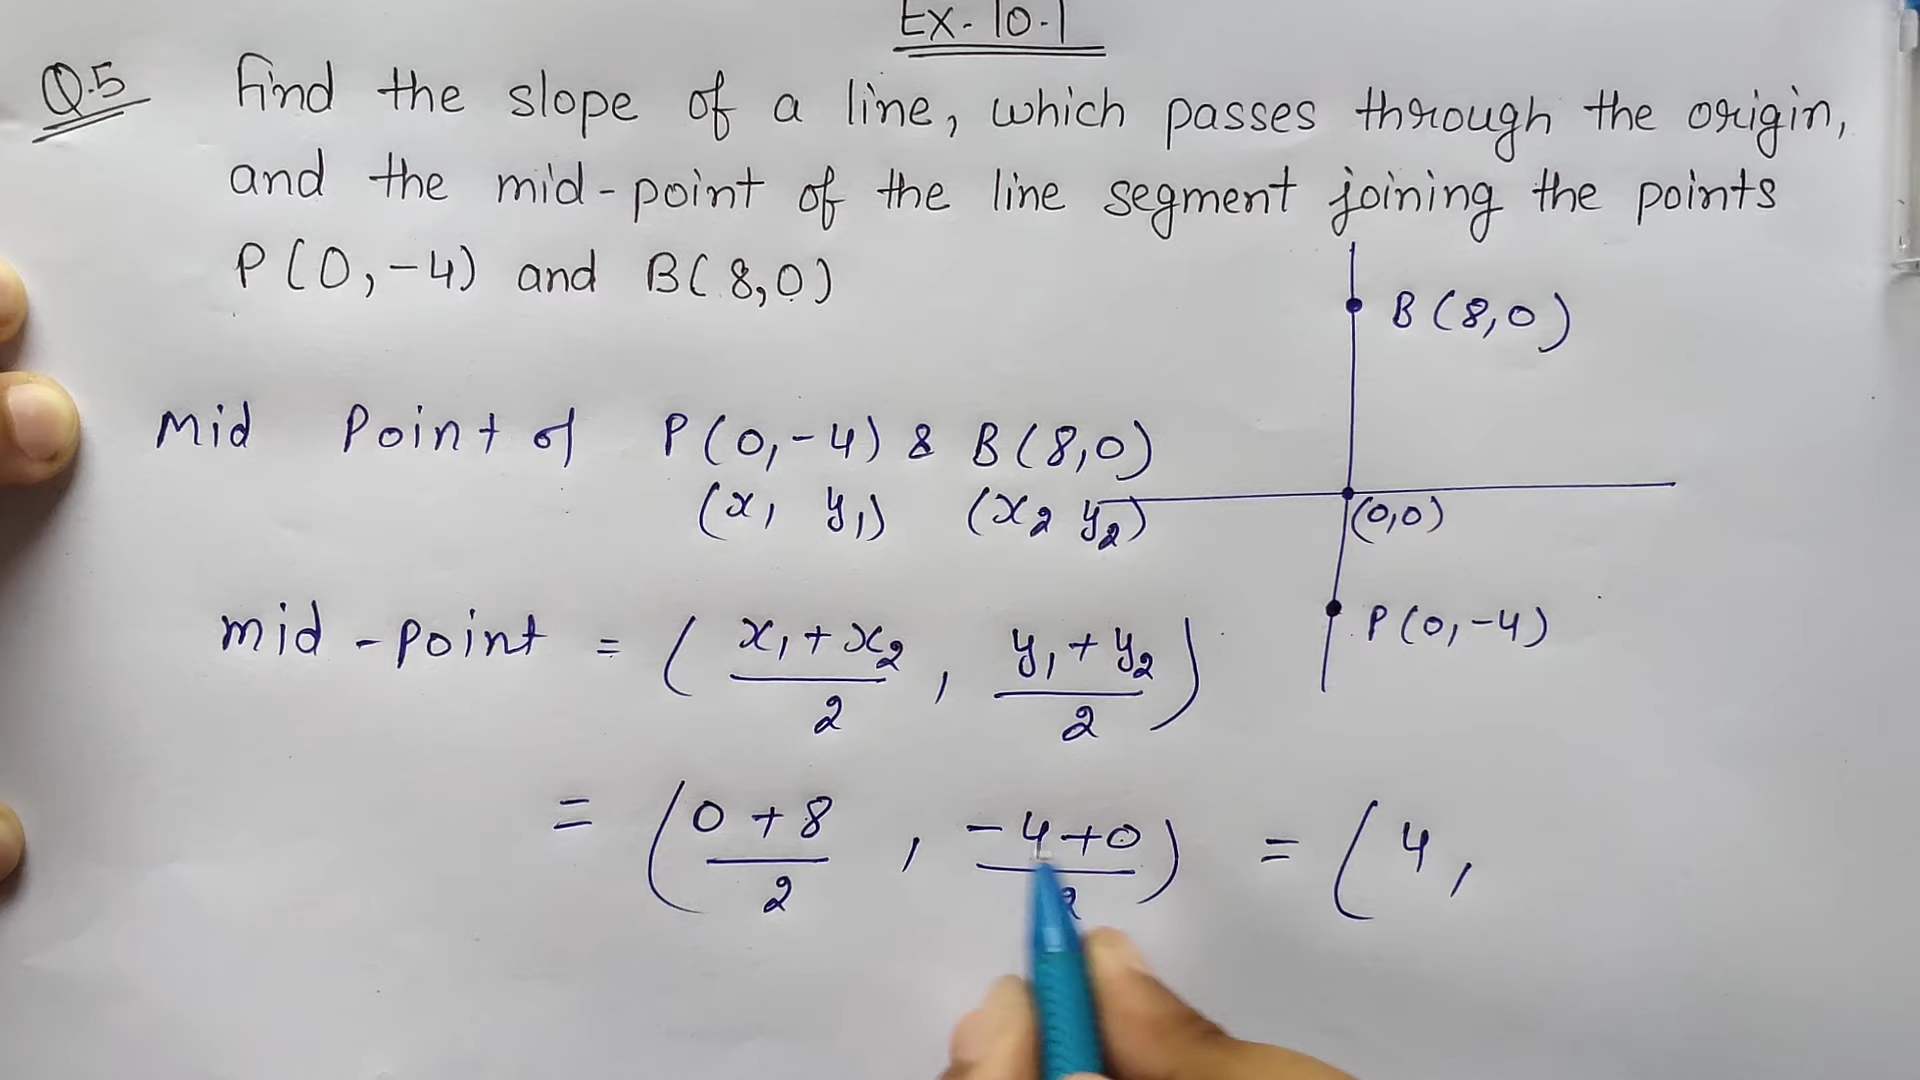 Ex-10.1
Q.5 Find the slope of a line, which passes through the origin,
and the mid-point of the line segment joining the points
P(0,-4) and B(8,0)
B(8,0)
Mid Point of P(0,-4) & B(8,0)
(x₁ y₁) (x₂ y₂)
(0,0)
P(0,-4)
mid-point = ( x₁+x₂ / 2 , y₁+y₂ / 2 )
= ( 0+8 / 2 , -4+0 / 2 ) = ( 4 ,